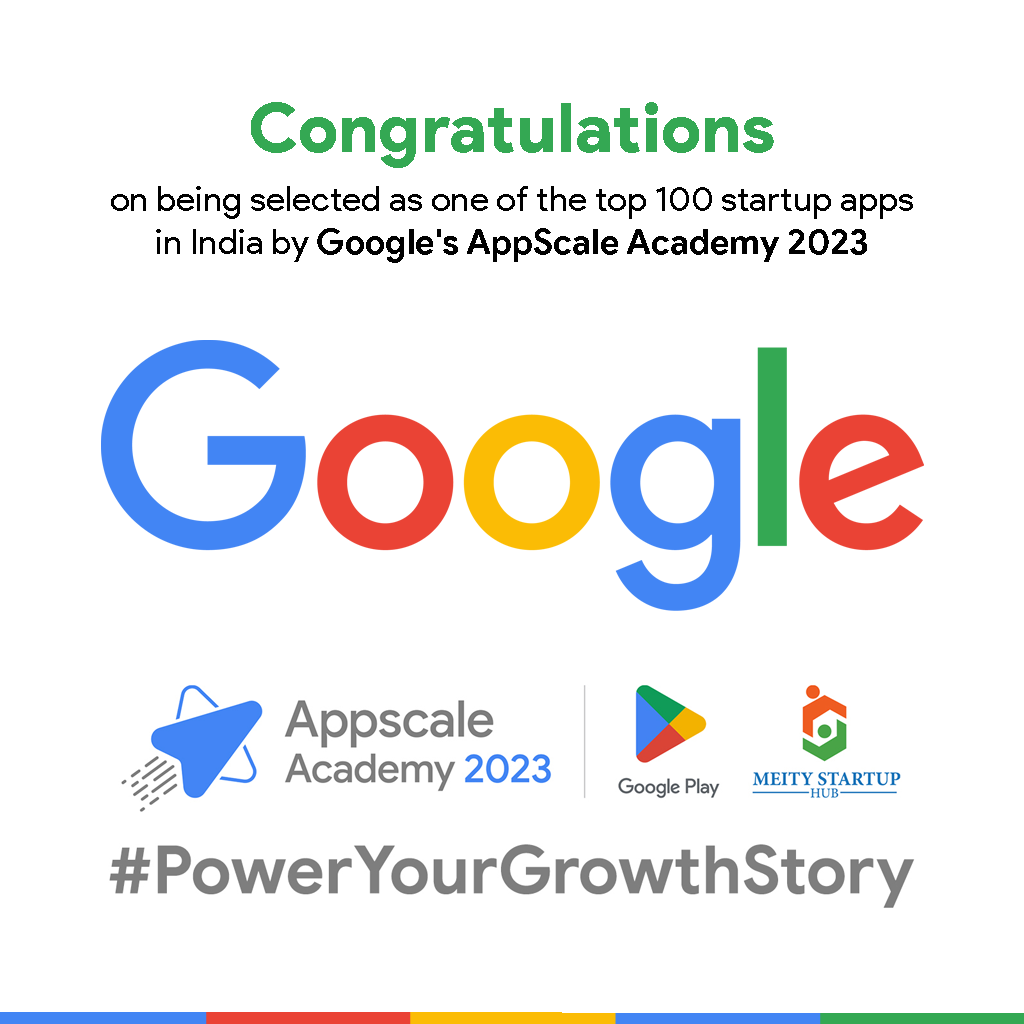 Congratulations
on being selected as one of the top 100 startup apps
in India by Google's AppScale Academy 2023
Google
Appscale
Academy 2023
Google Play
MEITY STARTUP
HUB
#PowerYourGrowthStory